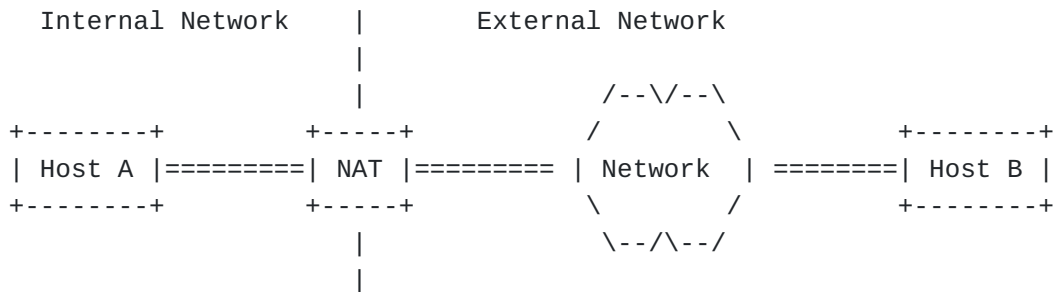 Internal Network | External Network
|
| /--\/--\
+--------+ +-----+ / \ +--------+
| Host A |=========| NAT |========= | Network | ========| Host B |
+--------+ +-----+ \ / +--------+
| \--/\--/
|